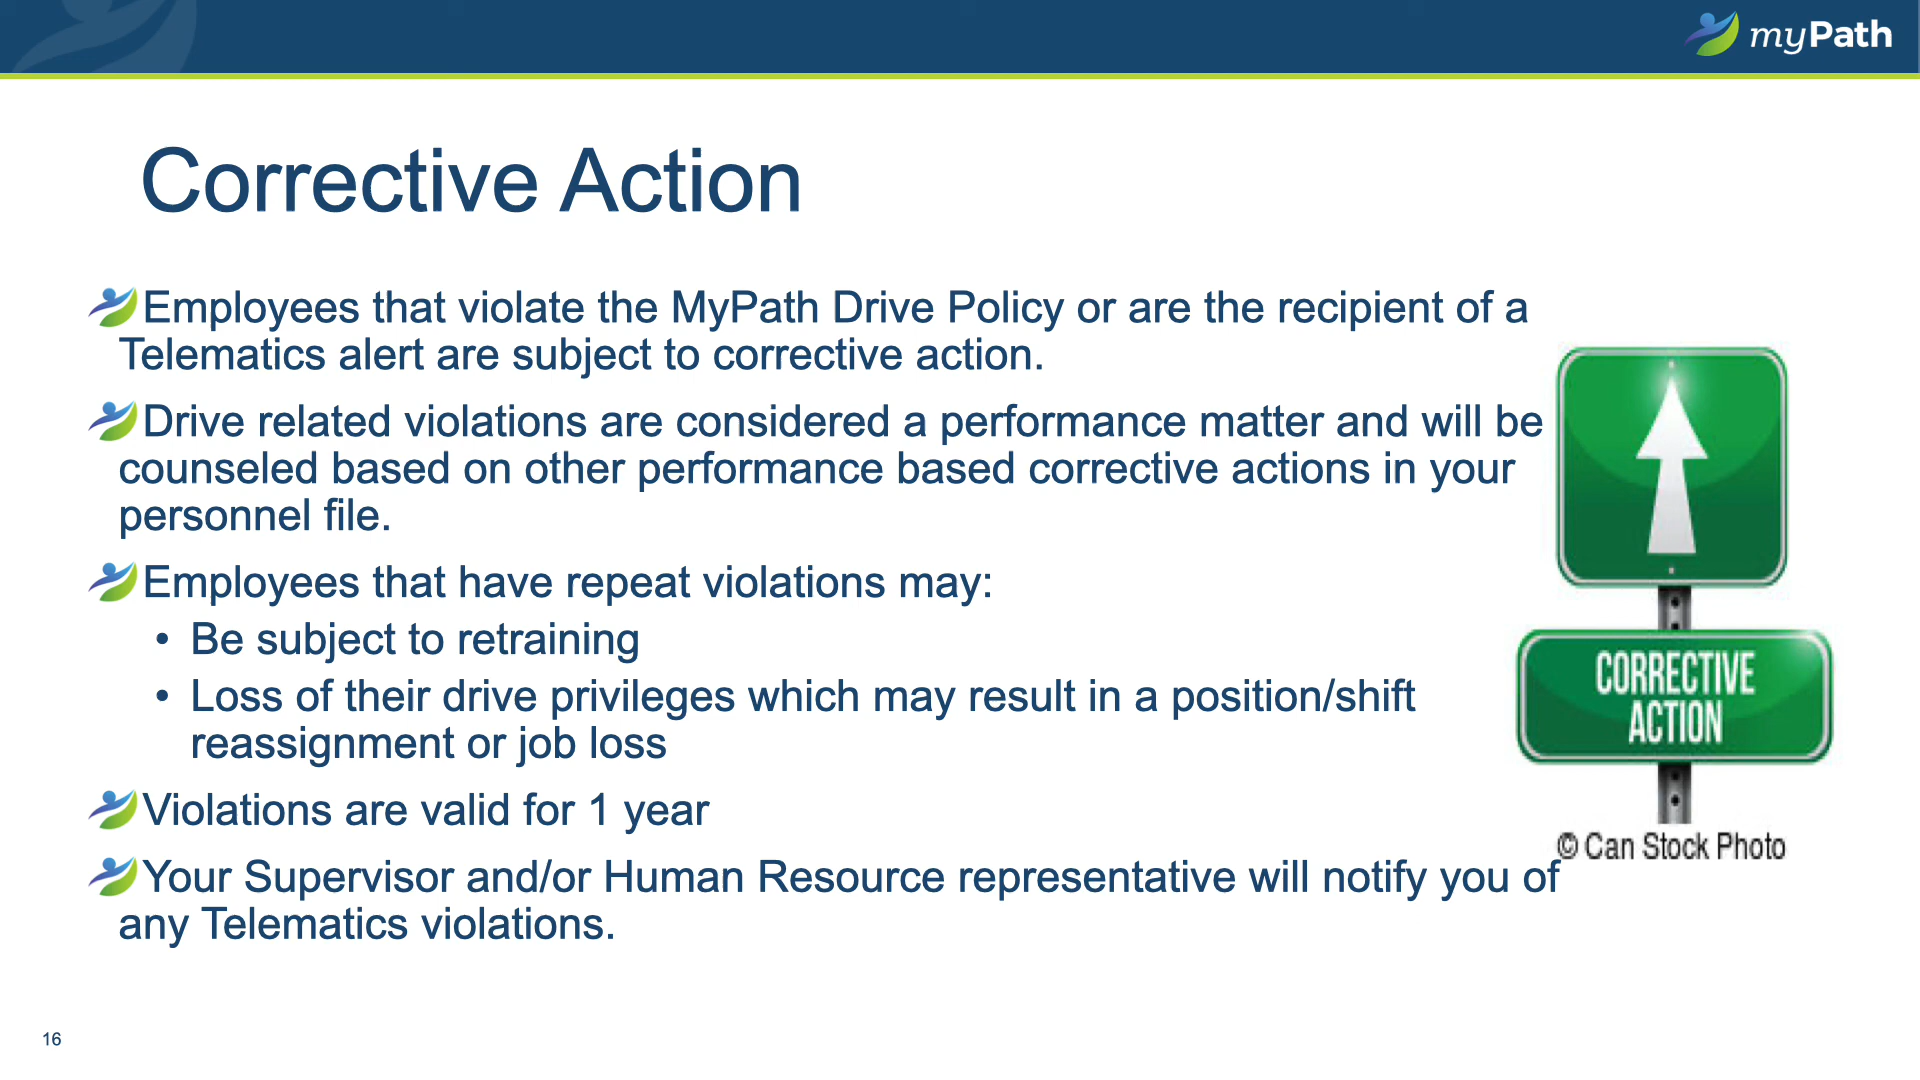 myPath
Corrective Action
Employees that violate the MyPath Drive Policy or are the recipient of a
Telematics alert are subject to corrective action.
Drive related violations are considered a performance matter and will be
counseled based on other performance based corrective actions in your
personnel file.
Employees that have repeat violations may:
• Be subject to retraining
• Loss of their drive privileges which may result in a position/shift
reassignment or job loss
Violations are valid for 1 year
Your Supervisor and/or Human Resource representative will notify you of
any Telematics violations.
CORRECTIVE
ACTION
© Can Stock Photo
16